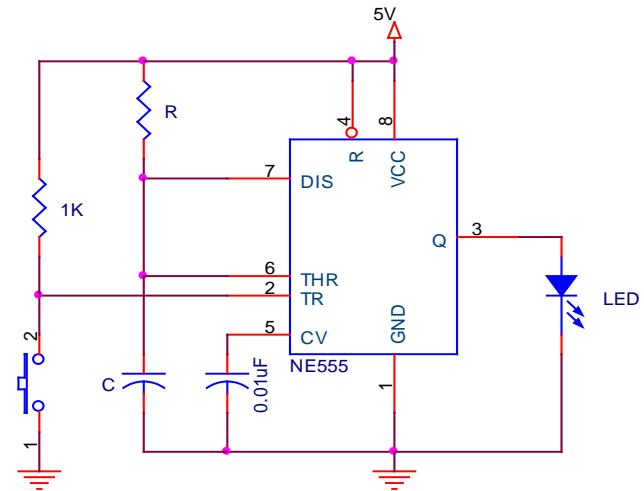 5V
R
4
8
R
VCC
7
DIS
1K
Q
3
6
THR
2
TR
LED
5
CV
GND
2
NE555
C
0.01uF
1
1